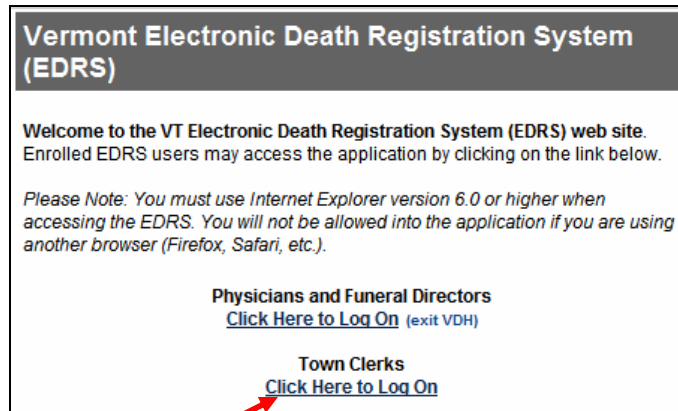 Vermont Electronic Death Registration System
(EDRS)
Welcome to the VT Electronic Death Registration System (EDRS) web site.
Enrolled EDRS users may access the application by clicking on the link below.
Please Note: You must use Internet Explorer version 6.0 or higher when
accessing the EDRS. You will not be allowed into the application if you are using
another browser (Firefox, Safari, etc.).
Physicians and Funeral Directors
Click Here to Log On (exit VDH)
Town Clerks
Click Here to Log On